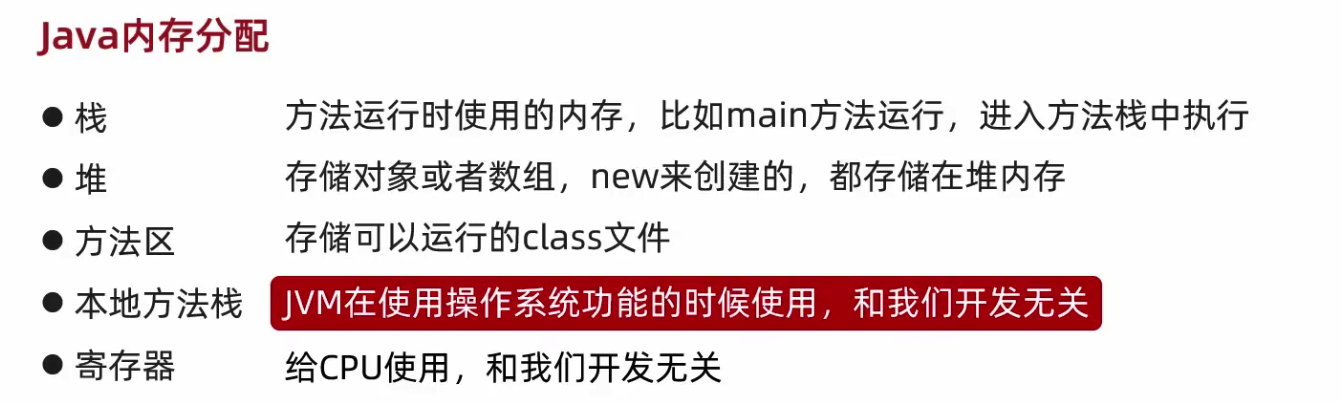 Java内存分配
● 栈 方法运行时使用的内存，比如main方法运行，进入方法栈中执行
● 堆 存储对象或者数组，new来创建的，都存储在堆内存
● 方法区 存储可以运行的class文件
● 本地方法栈 JVM在使用操作系统功能的时候使用，和我们开发无关
● 寄存器 给CPU使用，和我们开发无关